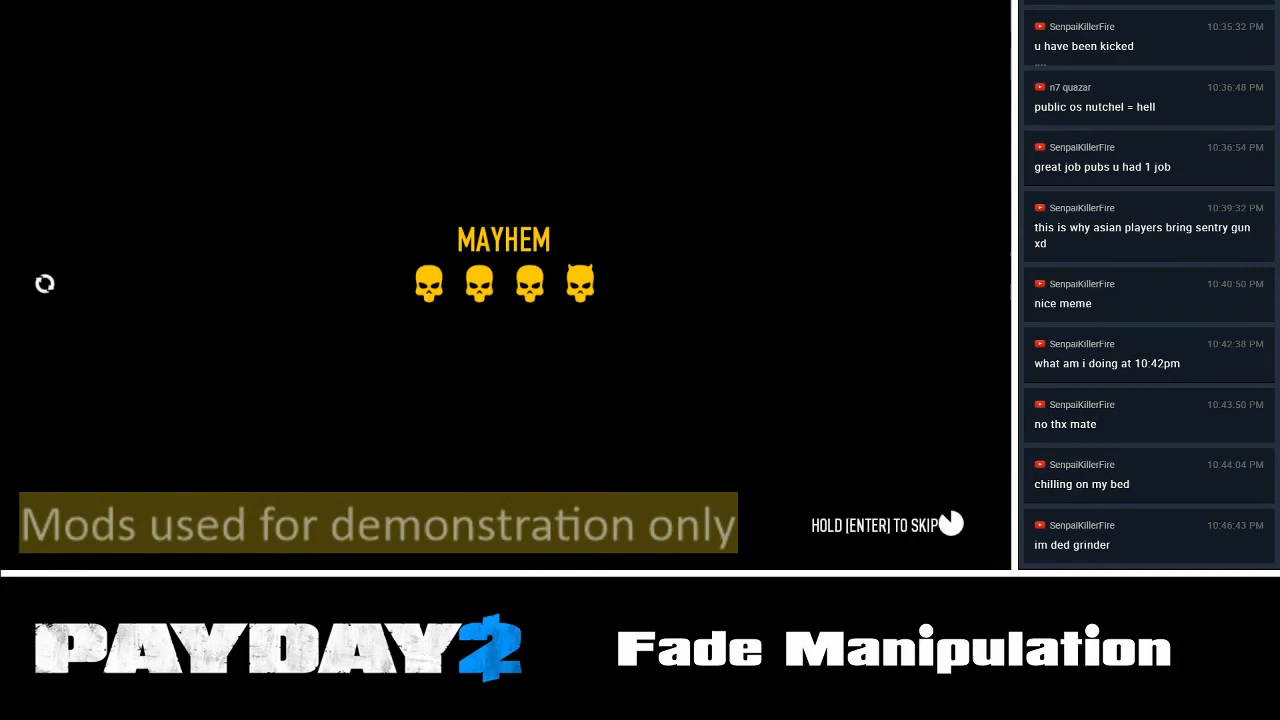 MAYHEM
Mods used for demonstration only
HOLD [ENTER] TO SKIP
SenpaiKillerFire 10:35:32 PM
u have been kicked
n7 quazar 10:36:48 PM
public os nutchel = hell
SenpaiKillerFire 10:36:54 PM
great job pubs u had 1 job
SenpaiKillerFire 10:39:32 PM
this is why asian players bring sentry gun
xd
SenpaiKillerFire 10:40:50 PM
nice meme
SenpaiKillerFire 10:42:38 PM
what am i doing at 10:42pm
SenpaiKillerFire 10:43:50 PM
no thx mate
SenpaiKillerFire 10:44:04 PM
chilling on my bed
SenpaiKillerFire 10:46:43 PM
im ded grinder
PAYDAY 2
Fade Manipulation